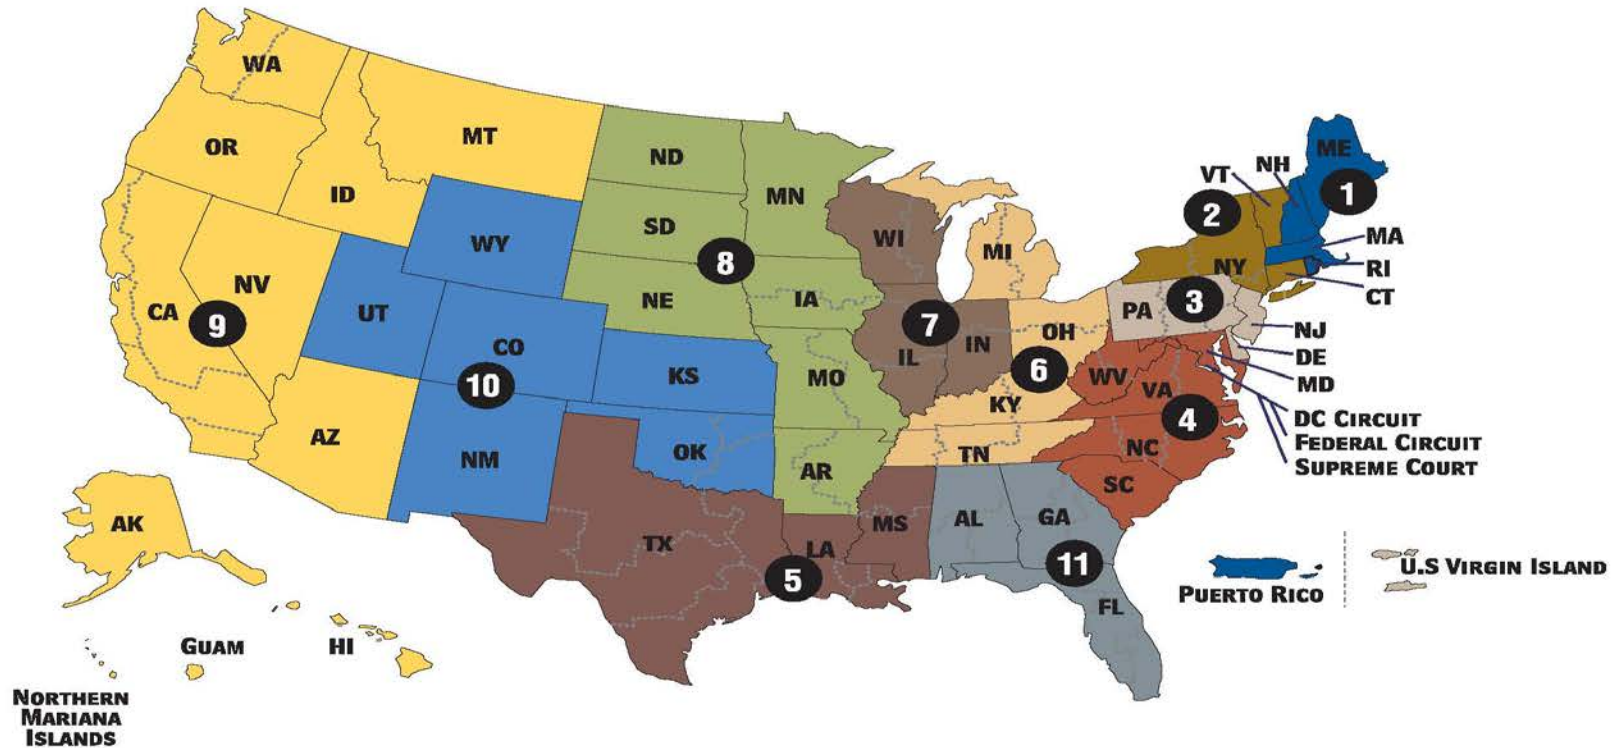 WA
OR
MT
ID
ND
MN
SD
WY
NV
CA
9
UT
CO
10
NE
8
IA
WI
MI
7
IL
IN
OH
6
KS
MO
KY
AZ
NM
OK
AR
TN
TX
LA
5
MS
AL
GA
11
FL
SC
NC
4
VA
WV
PA
3
NY
2
VT
NH
ME
1
MA
RI
CT
NJ
DE
MD
DC CIRCUIT
FEDERAL CIRCUIT
SUPREME COURT
AK
HI
GUAM
NORTHERN
MARIANA
ISLANDS
PUERTO RICO
U.S VIRGIN ISLAND